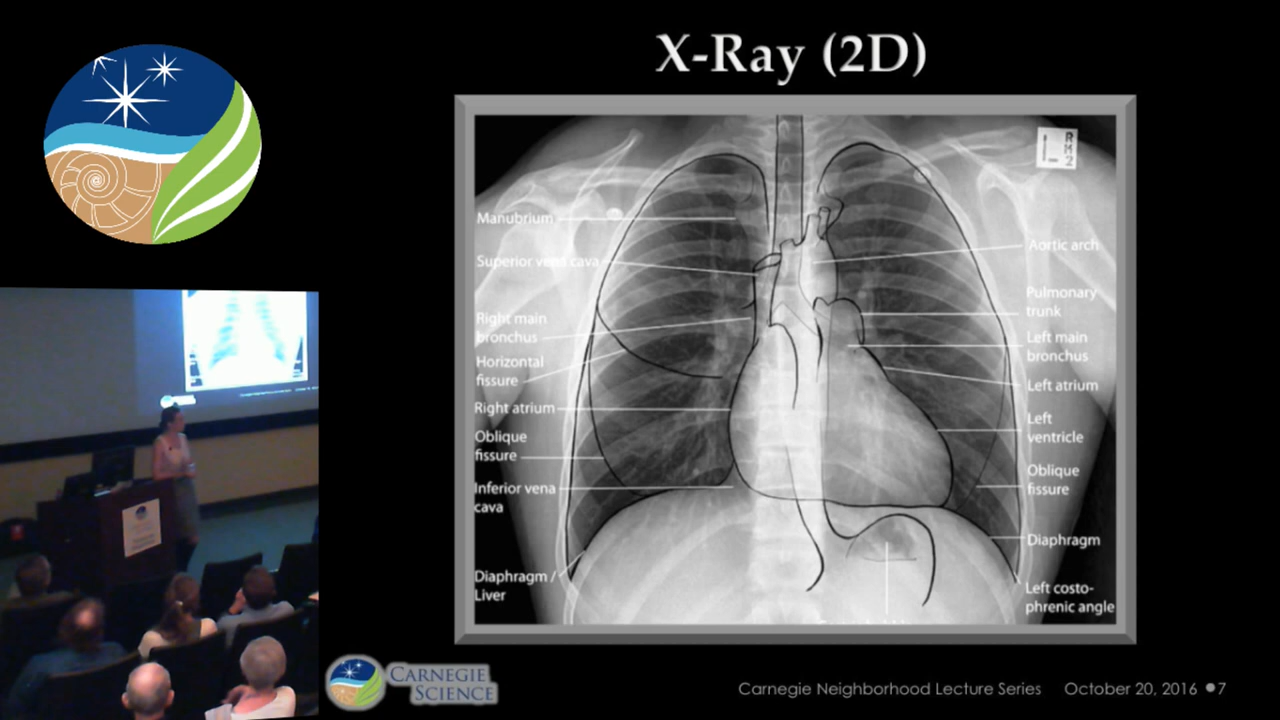 X-Ray (2D)
R
M
2
Manubrium
Superior vena cava
Right main
bronchus
Horizontal
fissure
Right atrium
Oblique
fissure
Inferior vena
cava
Diaphragm /
Liver
Aortic arch
Pulmonary
trunk
Left main
bronchus
Left atrium
Left
ventricle
Oblique
fissure
Diaphragm
Left costo-
phrenic angle
CARNEGIE
SCIENCE
Carnegie Neighborhood Lecture Series October 20, 2016 •7